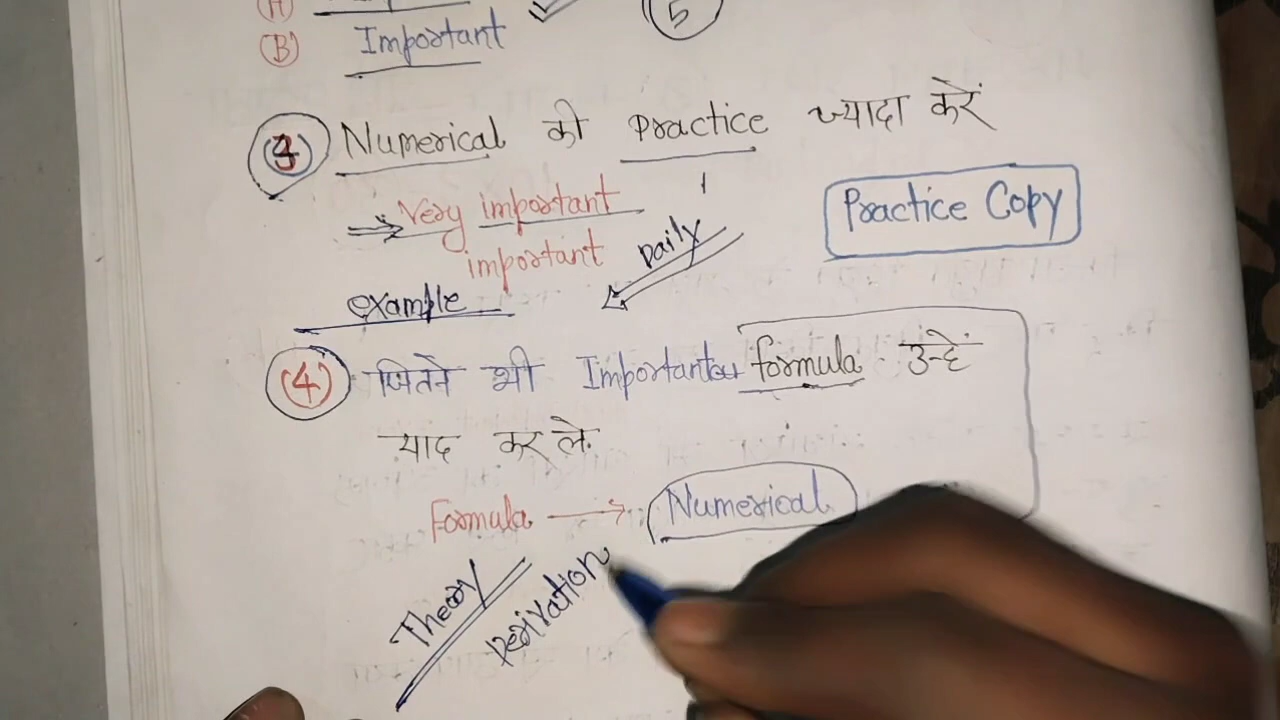 (B) Important
5
(3) Numerical की Practice ज्यादा करें
⇒ Very important
important
Daily
Practice Copy
example
(4) जितने भी Important formula उन्हें
याद कर ले.
Formula → Numerical
Theory
Derivation